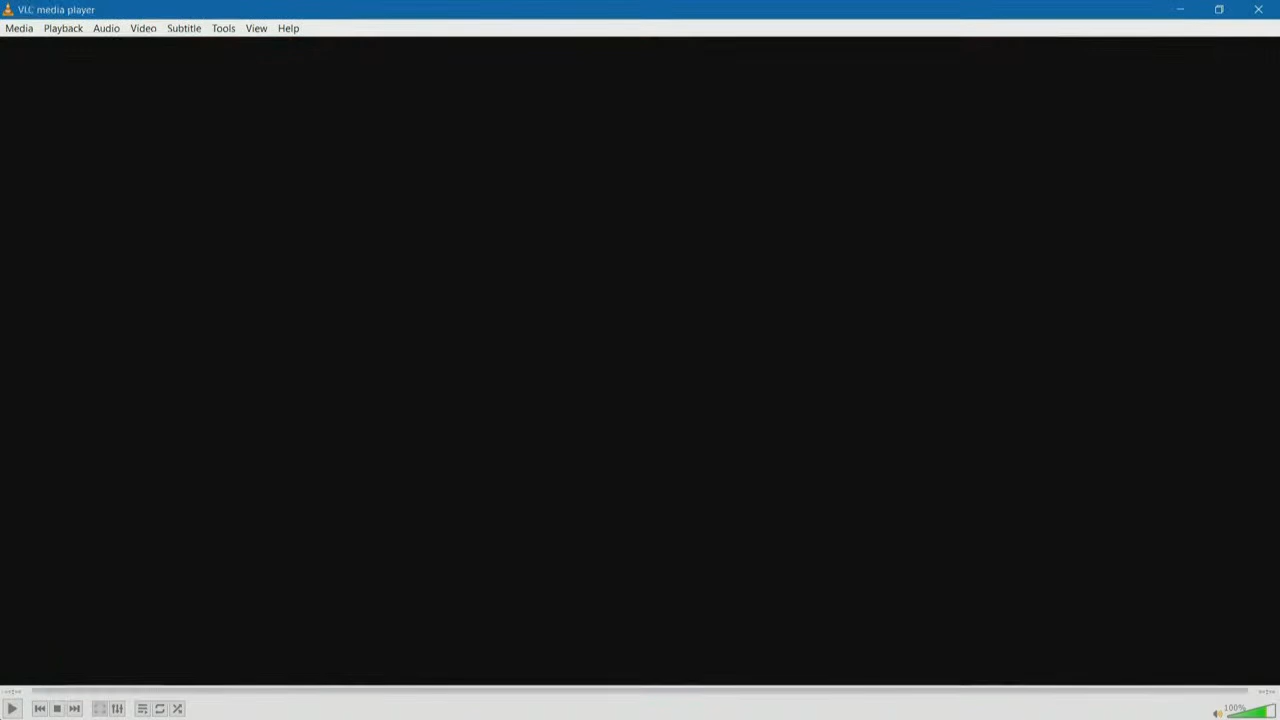 VLC media player
Media Playback Audio Video Subtitle Tools View Help
--:--
--:--
100%